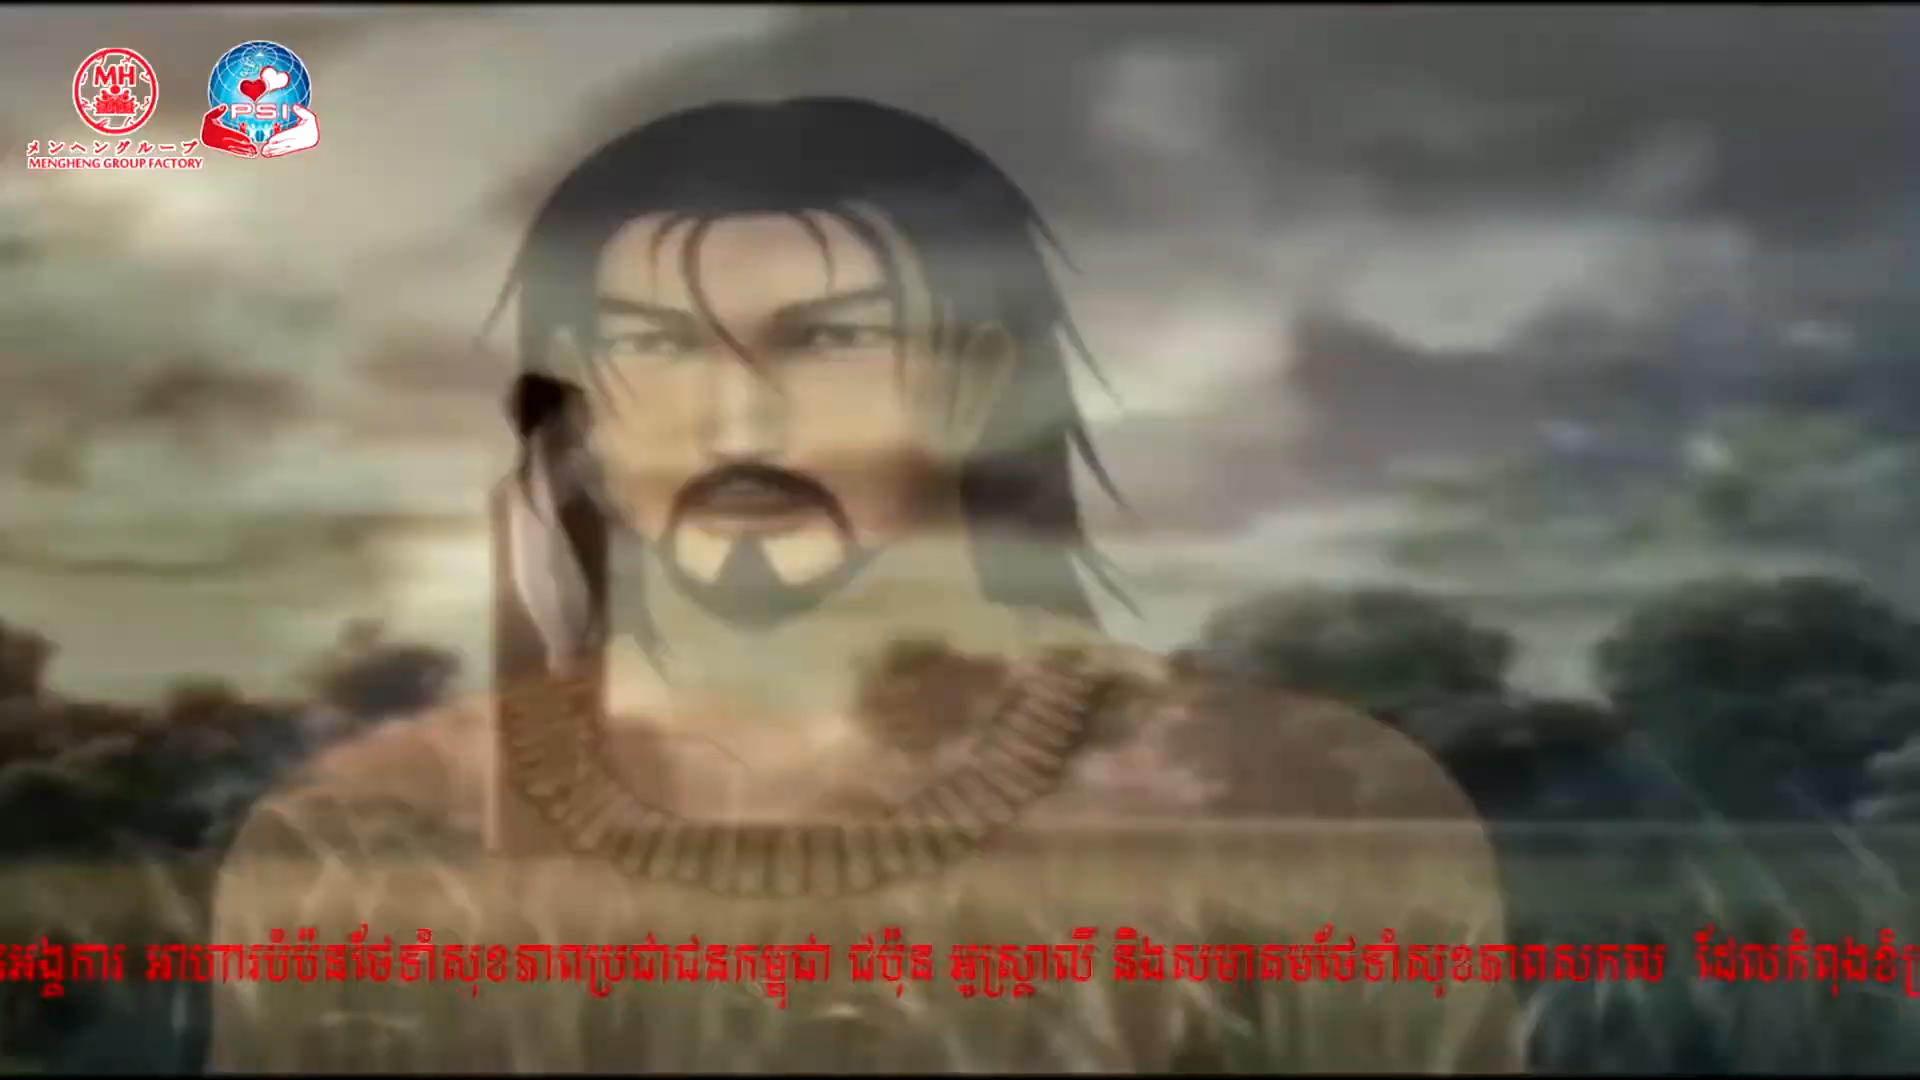 MH
PSI
メンヘングループ
MENGHENG GROUP FACTORY
អង្គការ អាហារបំប៉នថែទាំសុខភាពប្រជាជនកម្ពុជា ជប៉ុន អូស្ត្រាលី និងសមាគមថែទាំសុខភាពសកល ដែលកំពុងខំ